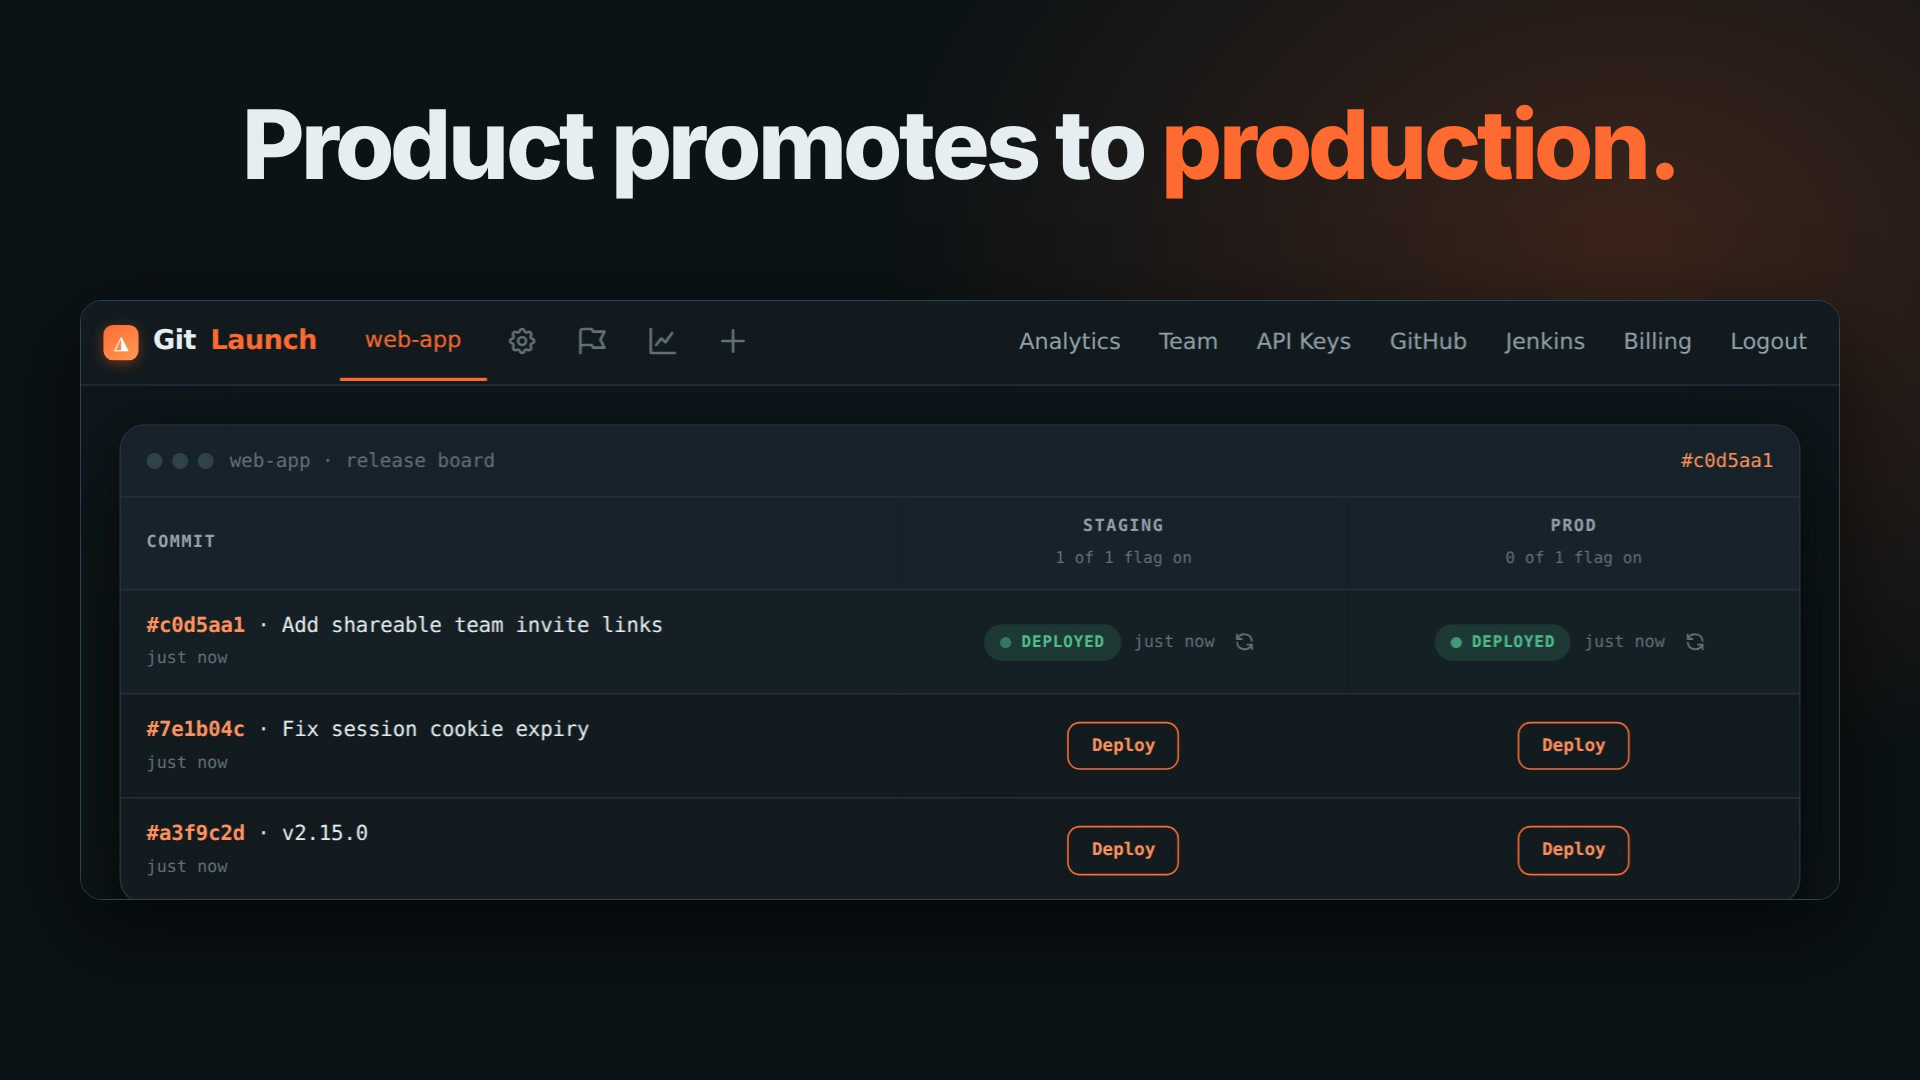 Product promotes to production.
Git Launch web-app Analytics Team API Keys GitHub Jenkins Billing Logout
web-app · release board #c0d5aa1
COMMIT STAGING PROD
1 of 1 flag on 0 of 1 flag on
#c0d5aa1 · Add shareable team invite links
just now
DEPLOYED just now DEPLOYED just now
#7e1b04c · Fix session cookie expiry
just now
Deploy Deploy
#a3f9c2d · v2.15.0
just now
Deploy Deploy